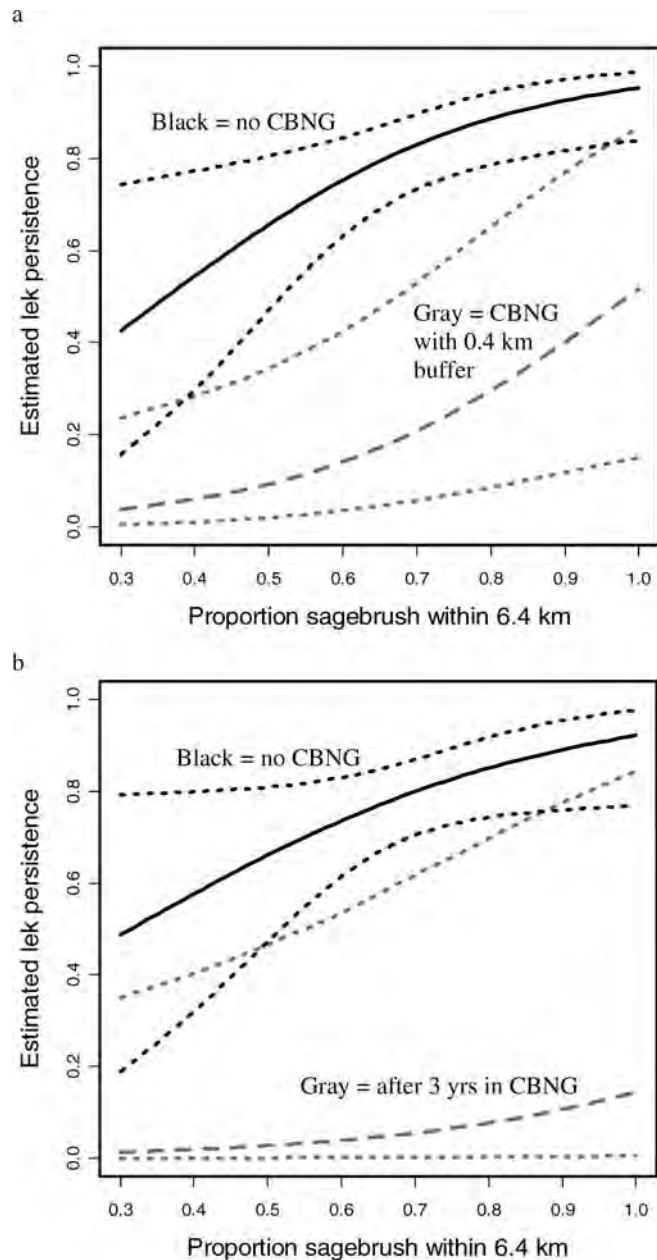 a
Estimated lek persistence
1.0
0.8
0.6
0.4
0.2
0.0
Black = no CBNG
Gray = CBNG
with 0.4 km
buffer
0.3 0.4 0.5 0.6 0.7 0.8 0.9 1.0
Proportion sagebrush within 6.4 km
b
Estimated lek persistence
1.0
0.8
0.6
0.4
0.2
0.0
Black = no CBNG
Gray = after 3 yrs in CBNG
0.3 0.4 0.5 0.6 0.7 0.8 0.9 1.0
Proportion sagebrush within 6.4 km